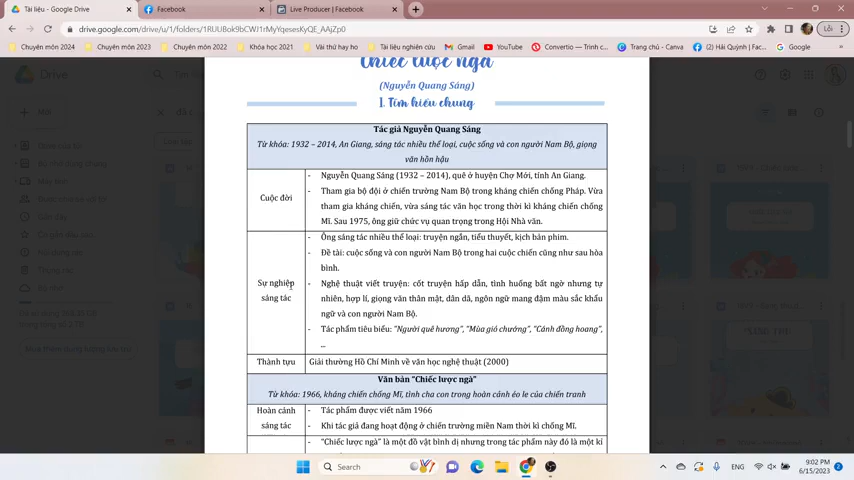 Tài liệu - Google Drive
Facebook
Live Producer | Facebook
drive.google.com/drive/u/1/folders/1RUUBok9bCWJ1rMyYqesesKyqoes_E_AAjZp0
Lỗi
Chuyên môn 2024
Chuyên môn 2023
Chuyên môn 2022
Khóa học 2021
Vài thứ hay ho
Tài liệu nghiên cứu
Gmail
YouTube
Convertio — Trình c...
Trang chủ - Canva
(2) Hải Quỳnh | Fac...
Google
Drive
Chiếc lược ngà
(Nguyễn Quang Sáng)
I. Tìm hiểu chung
Tác giả Nguyễn Quang Sáng
Từ khóa: 1932 – 2014, An Giang, sáng tác nhiều thể loại, cuộc sống và con người Nam Bộ, giọng
văn hồn hậu
Cuộc đời
- Nguyễn Quang Sáng (1932 – 2014), quê ở huyện Chợ Mới, tỉnh An Giang.
- Tham gia bộ đội ở chiến trường Nam Bộ trong kháng chiến chống Pháp. Vừa
tham gia kháng chiến, vừa sáng tác văn học trong thời kì kháng chiến chống
Mĩ. Sau 1975, ông giữ chức vụ quan trọng trong Hội Nhà văn.
Sự nghiệp
sáng tác
- Ông sáng tác nhiều thể loại: truyện ngắn, tiểu thuyết, kịch bản phim.
- Đề tài: cuộc sống và con người Nam Bộ trong hai cuộc chiến cũng như sau hòa
bình.
- Nghệ thuật viết truyện: cốt truyện hấp dẫn, tình huống bất ngờ nhưng tự
nhiên, hợp lí, giọng văn thân mật, dân dã, ngôn ngữ mang đậm màu sắc khẩu
ngữ và con người Nam Bộ.
- Tác phẩm tiêu biểu: "Người quê hương", "Mùa gió chướng", "Cánh đồng hoang",
...
Thành tựu
Giải thưởng Hồ Chí Minh về văn học nghệ thuật (2000)
Văn bản "Chiếc lược ngà"
Từ khóa: 1966, kháng chiến chống Mĩ, tình cha con trong hoàn cảnh éo le của chiến tranh
Hoàn cảnh
sáng tác
- Tác phẩm được viết năm 1966
- Khi tác giả đang hoạt động ở chiến trường miền Nam thời kì chống Mĩ.
- "Chiếc lược ngà" là một đồ vật bình dị nhưng trong tác phẩm này đó là một kỉ
Search
ENG
9:02 PM
6/15/2023